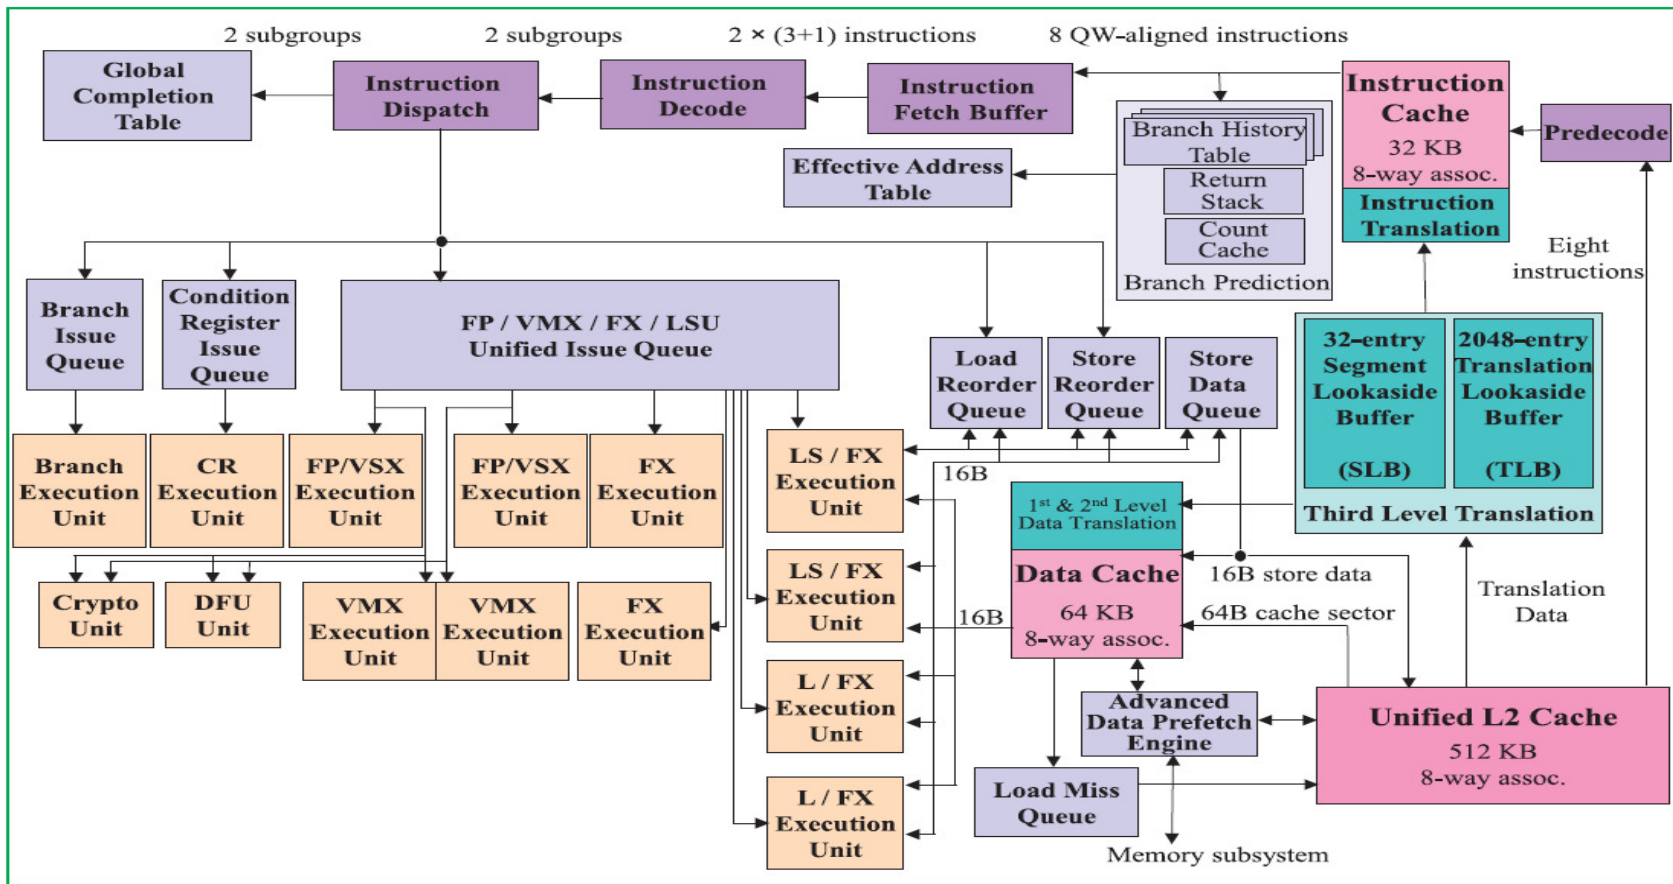 2 subgroups
2 subgroups
2 × (3+1) instructions
8 QW-aligned instructions
Global
Completion
Table
Instruction
Dispatch
Instruction
Decode
Instruction
Fetch Buffer
Instruction
Cache
32 KB
8-way assoc.
Instruction
Translation
Predecode
Branch History
Table
Return
Stack
Count
Cache
Branch Prediction
Effective Address
Table
Eight
instructions
Branch
Issue
Queue
Condition
Register
Issue
Queue
FP / VMX / FX / LSU
Unified Issue Queue
Load
Reorder
Queue
Store
Reorder
Queue
Store
Data
Queue
32-entry
Segment
Lookaside
Buffer
(SLB)
2048-entry
Translation
Lookaside
Buffer
(TLB)
Third Level Translation
Branch
Execution
Unit
CR
Execution
Unit
FP/VSX
Execution
Unit
FP/VSX
Execution
Unit
FX
Execution
Unit
LS / FX
Execution
Unit
16B
1st & 2nd Level
Data Translation
Data Cache
64 KB
8-way assoc.
16B store data
64B cache sector
Translation
Data
Crypto
Unit
DFU
Unit
VMX
Execution
Unit
VMX
Execution
Unit
FX
Execution
Unit
LS / FX
Execution
Unit
16B
L / FX
Execution
Unit
Advanced
Data Prefetch
Engine
Unified L2 Cache
512 KB
8-way assoc.
L / FX
Execution
Unit
Load Miss
Queue
Memory subsystem